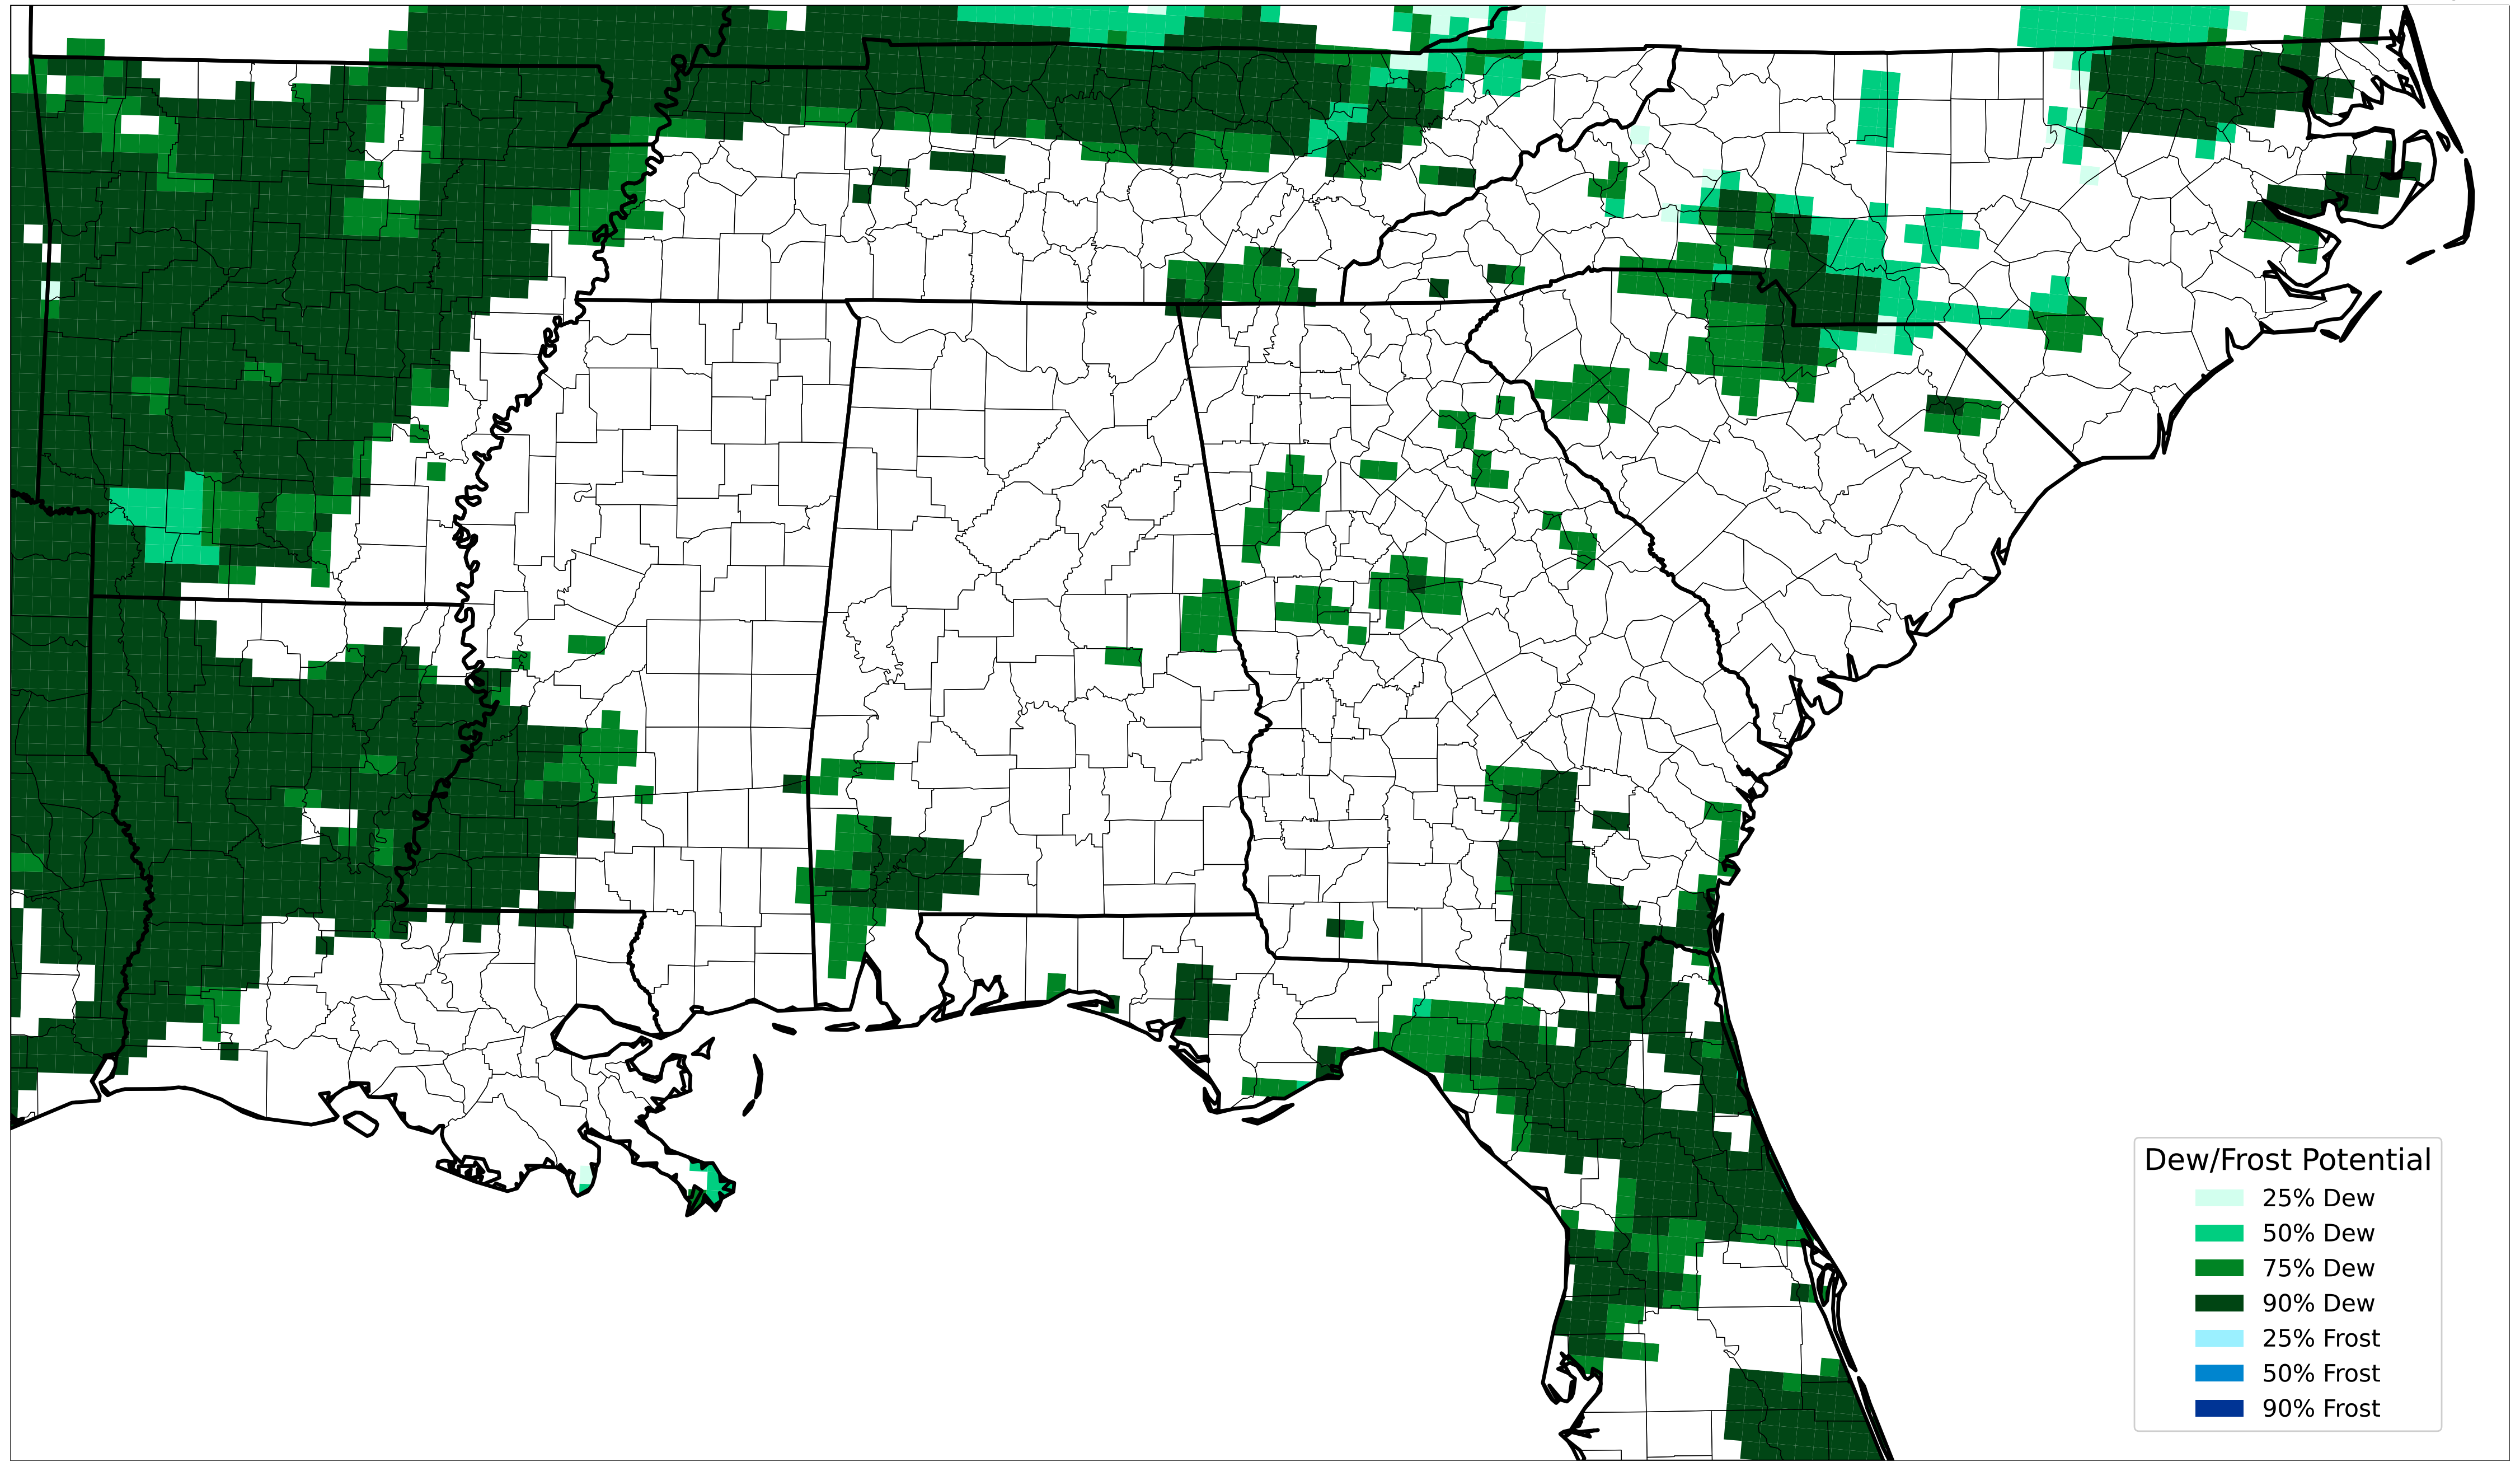 Dew/Frost Potential
25% Dew
50% Dew
75% Dew
90% Dew
25% Frost
50% Frost
90% Frost